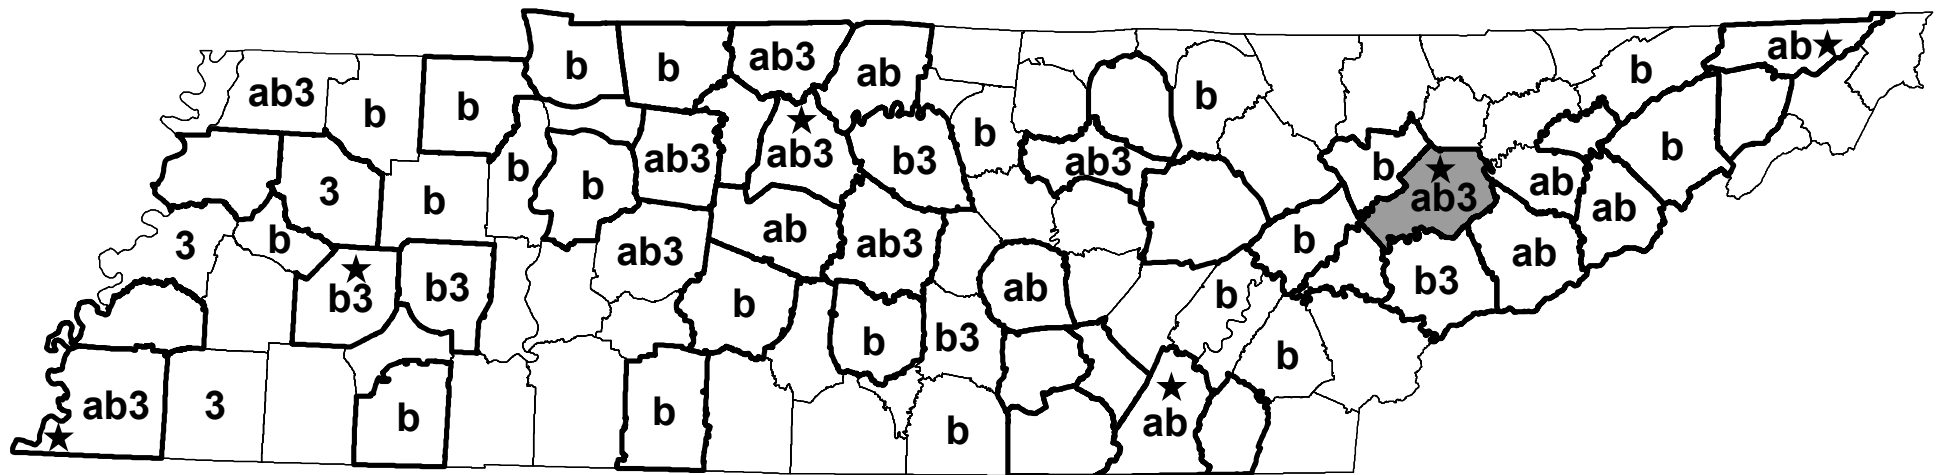 b b ab3 ab ab★
ab3 b b b b
b ab3 ★ab3 b3 b ab3 b ★ab3 ab ab b
3 b b
3 b ab3 ab ab3 b b3 ab
★b3 b3 b ab b
b b3 b
ab3★ 3 b b b ★ab